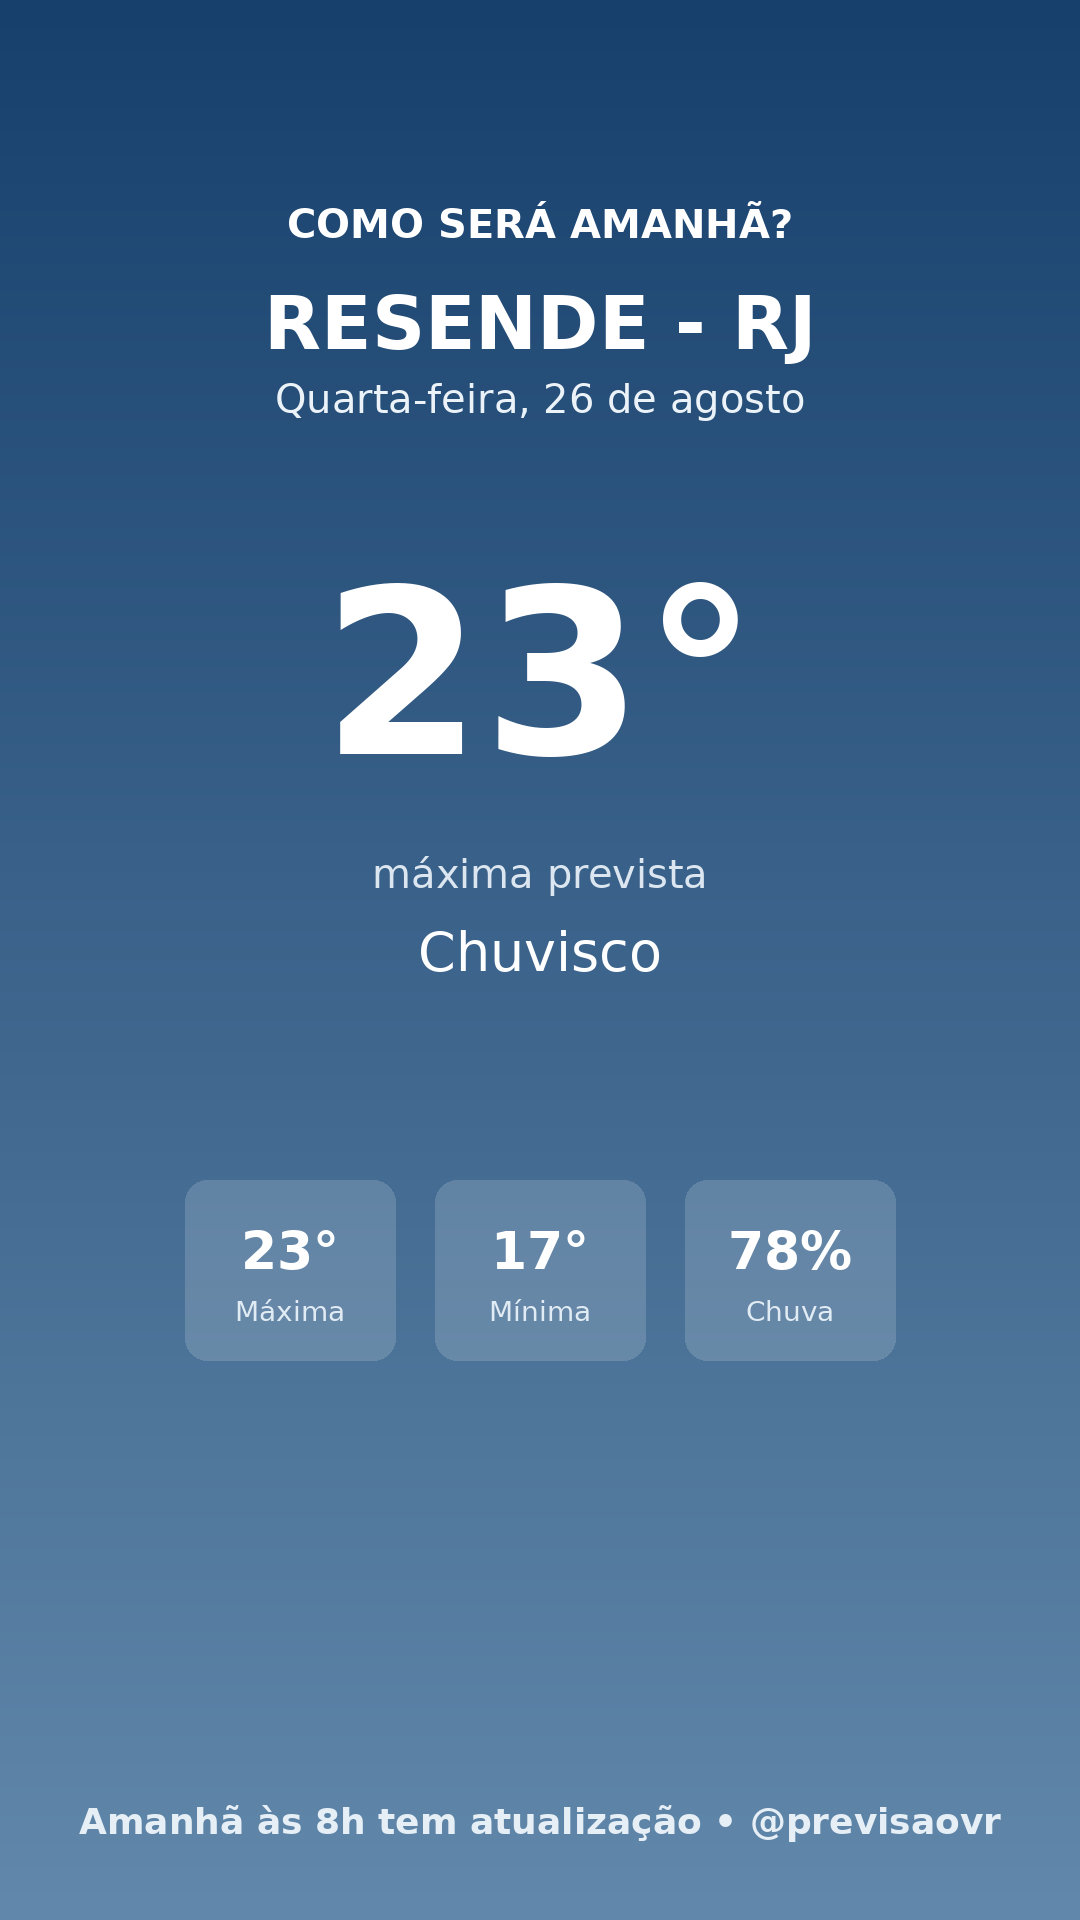 COMO SERÁ AMANHÃ?
RESENDE - RJ
Quarta-feira, 26 de agosto
23°
máxima prevista
Chuvisco
23° 17° 78%
Máxima Mínima Chuva
Amanhã às 8h tem atualização • @previsaovr